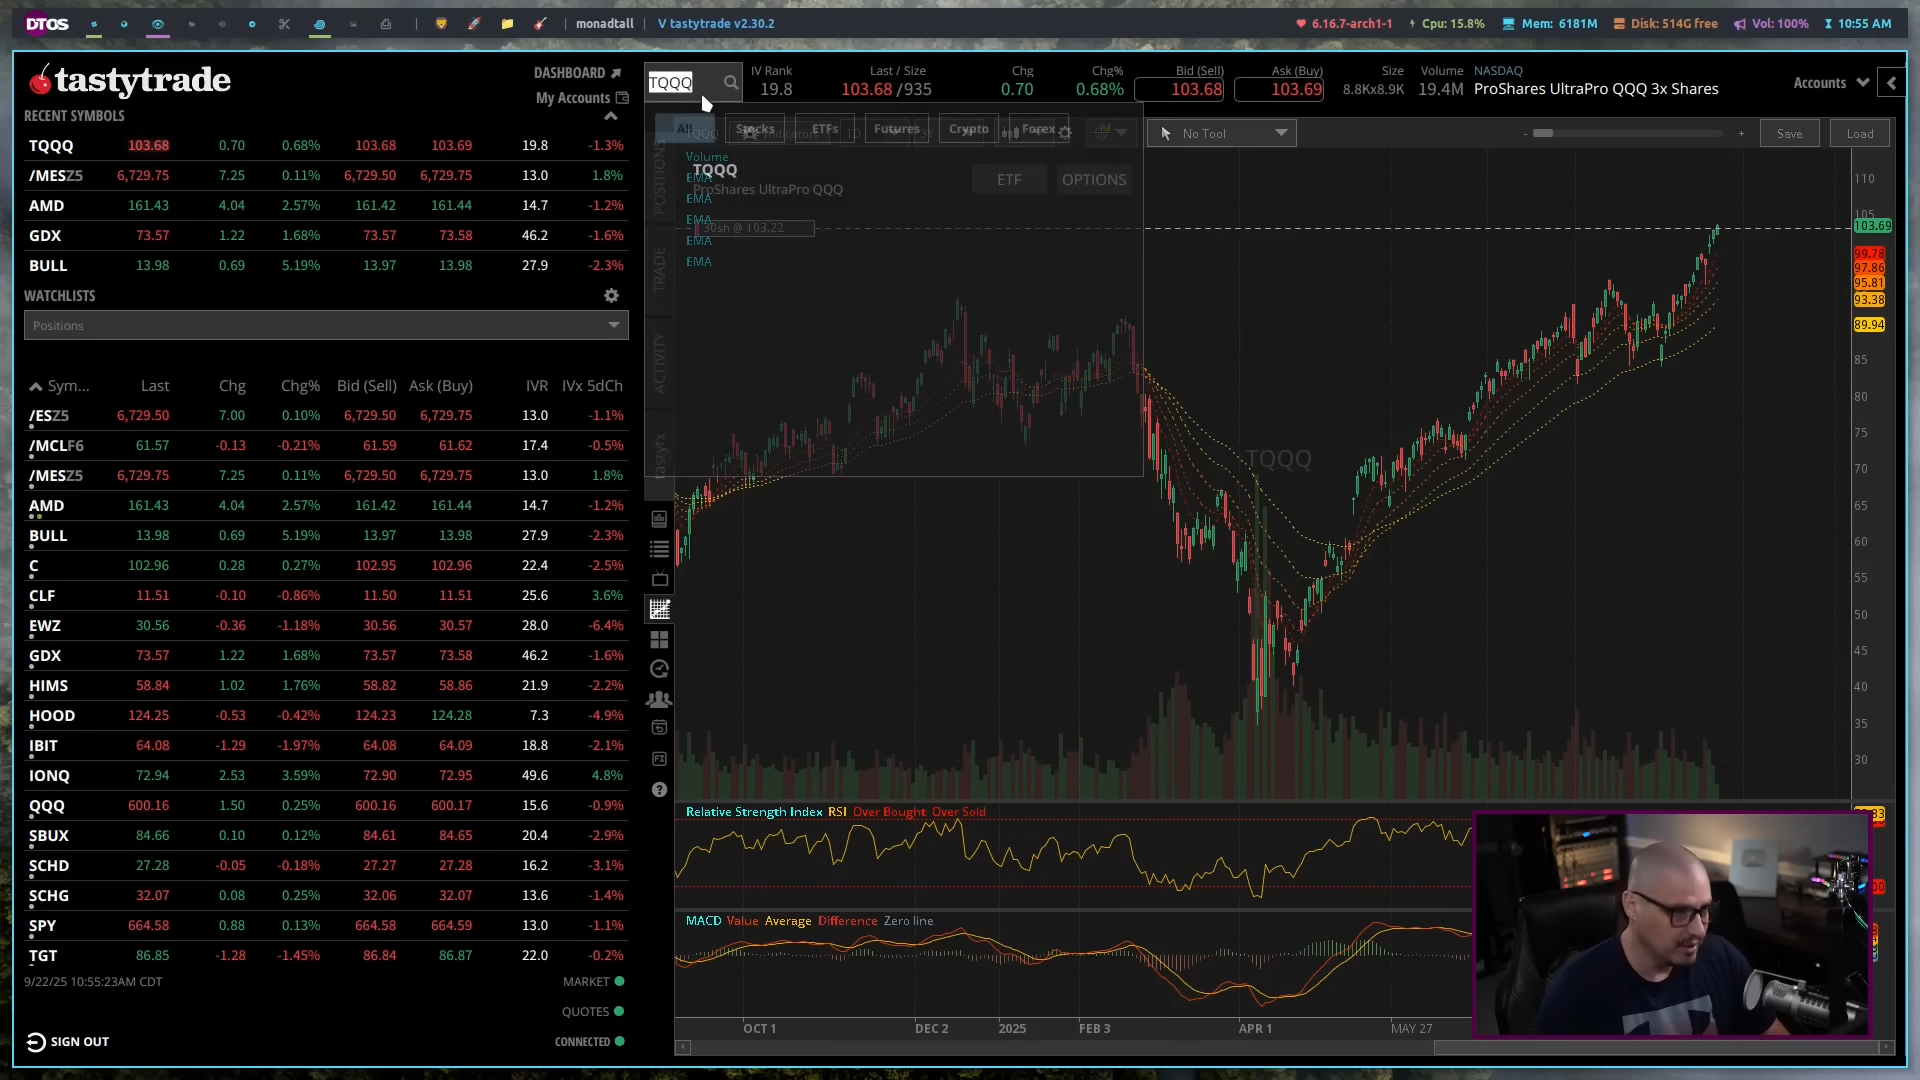 DTOS monadtall V tastytrade v2.30.2 6.16.7-arch1-1 Cpu: 15.8% Mem: 6181M Disk: 514G free Vol: 100% 10:55 AM
tastytrade
DASHBOARD
My Accounts
RECENT SYMBOLS
TQQQ 103.68 0.70 0.68% 103.68 103.69 19.8 -1.3%
/MESZ5 6,729.75 7.25 0.11% 6,729.50 6,729.75 13.0 1.8%
AMD 161.43 4.04 2.57% 161.42 161.44 14.7 -1.2%
GDX 73.57 1.22 1.68% 73.57 73.58 46.2 -1.6%
BULL 13.98 0.69 5.19% 13.97 13.98 27.9 -2.3%
WATCHLISTS
Positions
Sym... Last Chg Chg% Bid (Sell) Ask (Buy) IVR IVx 5dCh
/ESZ5 6,729.50 7.00 0.10% 6,729.50 6,729.75 13.0 -1.1%
/MCLF6 61.57 -0.13 -0.21% 61.59 61.62 17.4 -0.5%
/MESZ5 6,729.75 7.25 0.11% 6,729.50 6,729.75 13.0 1.8%
AMD 161.43 4.04 2.57% 161.42 161.44 14.7 -1.2%
BULL 13.98 0.69 5.19% 13.97 13.98 27.9 -2.3%
C 102.96 0.28 0.27% 102.95 102.96 22.4 -2.5%
CLF 11.51 -0.10 -0.86% 11.50 11.51 25.6 3.6%
EWZ 30.56 -0.36 -1.18% 30.56 30.57 28.0 -6.4%
GDX 73.57 1.22 1.68% 73.57 73.58 46.2 -1.6%
HIMS 58.84 1.02 1.76% 58.82 58.86 21.9 -2.2%
HOOD 124.25 -0.53 -0.42% 124.23 124.28 7.3 -4.9%
IBIT 64.08 -1.29 -1.97% 64.08 64.09 18.8 -2.1%
IONQ 72.94 2.53 3.59% 72.90 72.95 49.6 4.8%
QQQ 600.16 1.50 0.25% 600.16 600.17 15.6 -0.9%
SBUX 84.66 0.10 0.12% 84.61 84.65 20.4 -2.9%
SCHD 27.28 -0.05 -0.18% 27.27 27.28 16.2 -3.1%
SCHG 32.07 0.08 0.25% 32.06 32.07 13.6 -1.4%
SPY 664.58 0.88 0.13% 664.58 664.59 13.0 -1.1%
TGT 86.85 -1.28 -1.45% 86.84 86.87 22.0 -0.2%
9/22/25 10:55:23AM CDT
MARKET
QUOTES
CONNECTED
SIGN OUT
TQQQ
IV Rank Last / Size Chg Chg% Bid (Sell) Ask (Buy) Size Volume NASDAQ
19.8 103.68 /935 0.70 0.68% 103.68 103.69 8.8Kx8.9K 19.4M ProShares UltraPro QQQ 3x Shares
Accounts
All Stocks ETFs Futures Crypto Forex
No Tool - + Save Load
Volume
TQQQ
ProShares UltraPro QQQ
ETF OPTIONS
EMA
EMA
EMA
EMA
EMA
30sh @ 103.22
POSITIONS
TRADE
ACTIVITY
tastyfx
TQQQ
110
105
103.69
99.78
97.86
95.81
93.38
89.94
85
80
75
70
65
60
55
50
45
40
35
30
Relative Strength Index RSI Over Bought Over Sold
MACD Value Average Difference Zero line
OCT 1 DEC 2 2025 FEB 3 APR 1 MAY 27